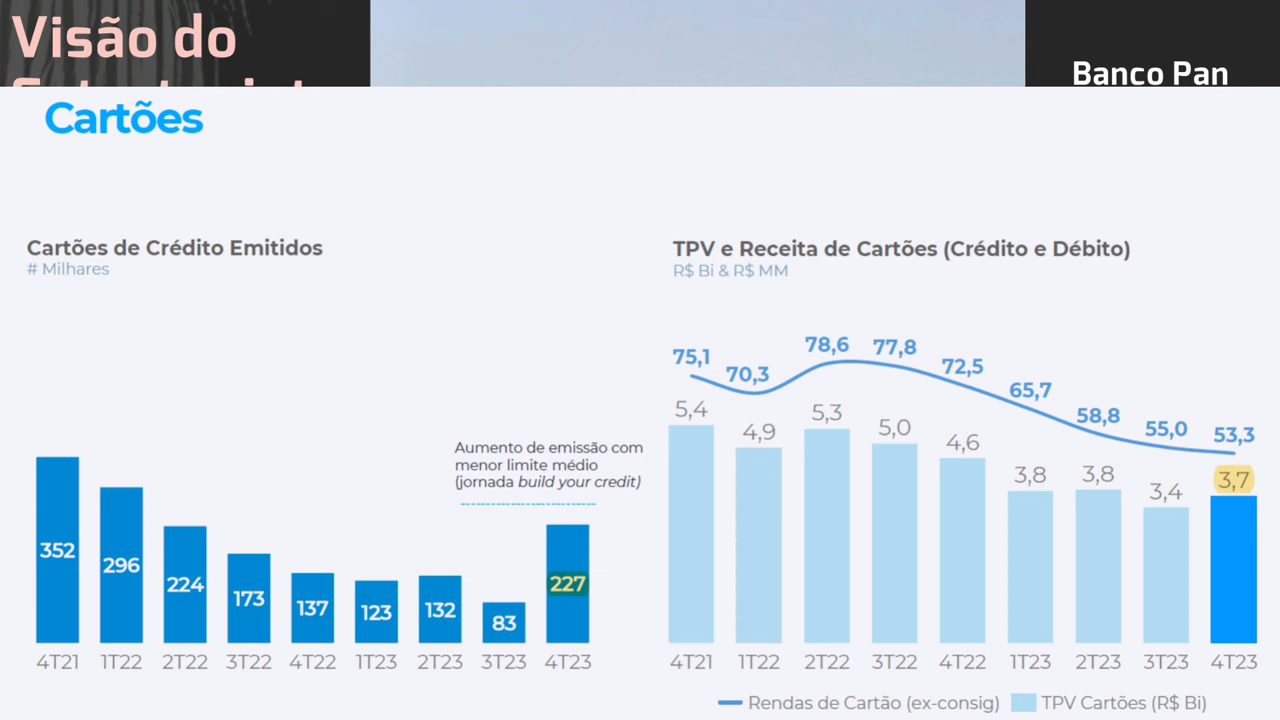 Visão do
Banco Pan
Cartões
Cartões de Crédito Emitidos
# Milhares
Aumento de emissão com
menor limite médio
(jornada build your credit)
352
296
224
173
137
123
132
83
227
4T21
1T22
2T22
3T22
4T22
1T23
2T23
3T23
4T23
TPV e Receita de Cartões (Crédito e Débito)
R$ Bi & R$ MM
75,1
70,3
78,6
77,8
72,5
65,7
58,8
55,0
53,3
5,4
4,9
5,3
5,0
4,6
3,8
3,8
3,4
3,7
4T21
1T22
2T22
3T22
4T22
1T23
2T23
3T23
4T23
Rendas de Cartão (ex-consig)
TPV Cartões (R$ Bi)